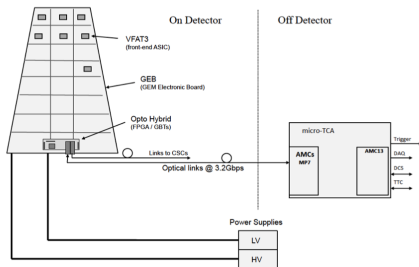 On Detector
Off Detector
VFAT3
(front-end ASIC)
GEB
(GEM Electronic Board)
Opto Hybrid
(FPGA / GBTs)
Links to CSCs
Optical links @ 3.2Gbps
micro-TCA
AMCs
MP7
AMC13
Trigger
DAQ
DCS
TTC
Power Supplies
LV
HV